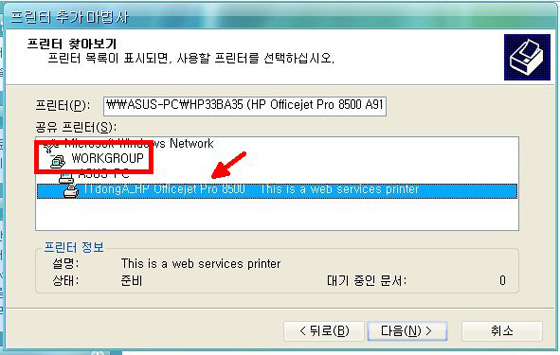 프린터 추가 마법사
프린터 찾아보기
프린터 목록이 표시되면, 사용할 프린터를 선택하십시오.
프린터(P): ₩₩ASUS-PC₩HP33BA35 (HP Officejet Pro 8500 A91
공유 프린터(S):
Microsoft Windows Network
WORKGROUP
ASUS-PC
ITdongA_HP Officejet Pro 8500 This is a web services printer
프린터 정보
설명: This is a web services printer
상태: 준비 대기 중인 문서: 0
< 뒤로(B) 다음(N) > 취소